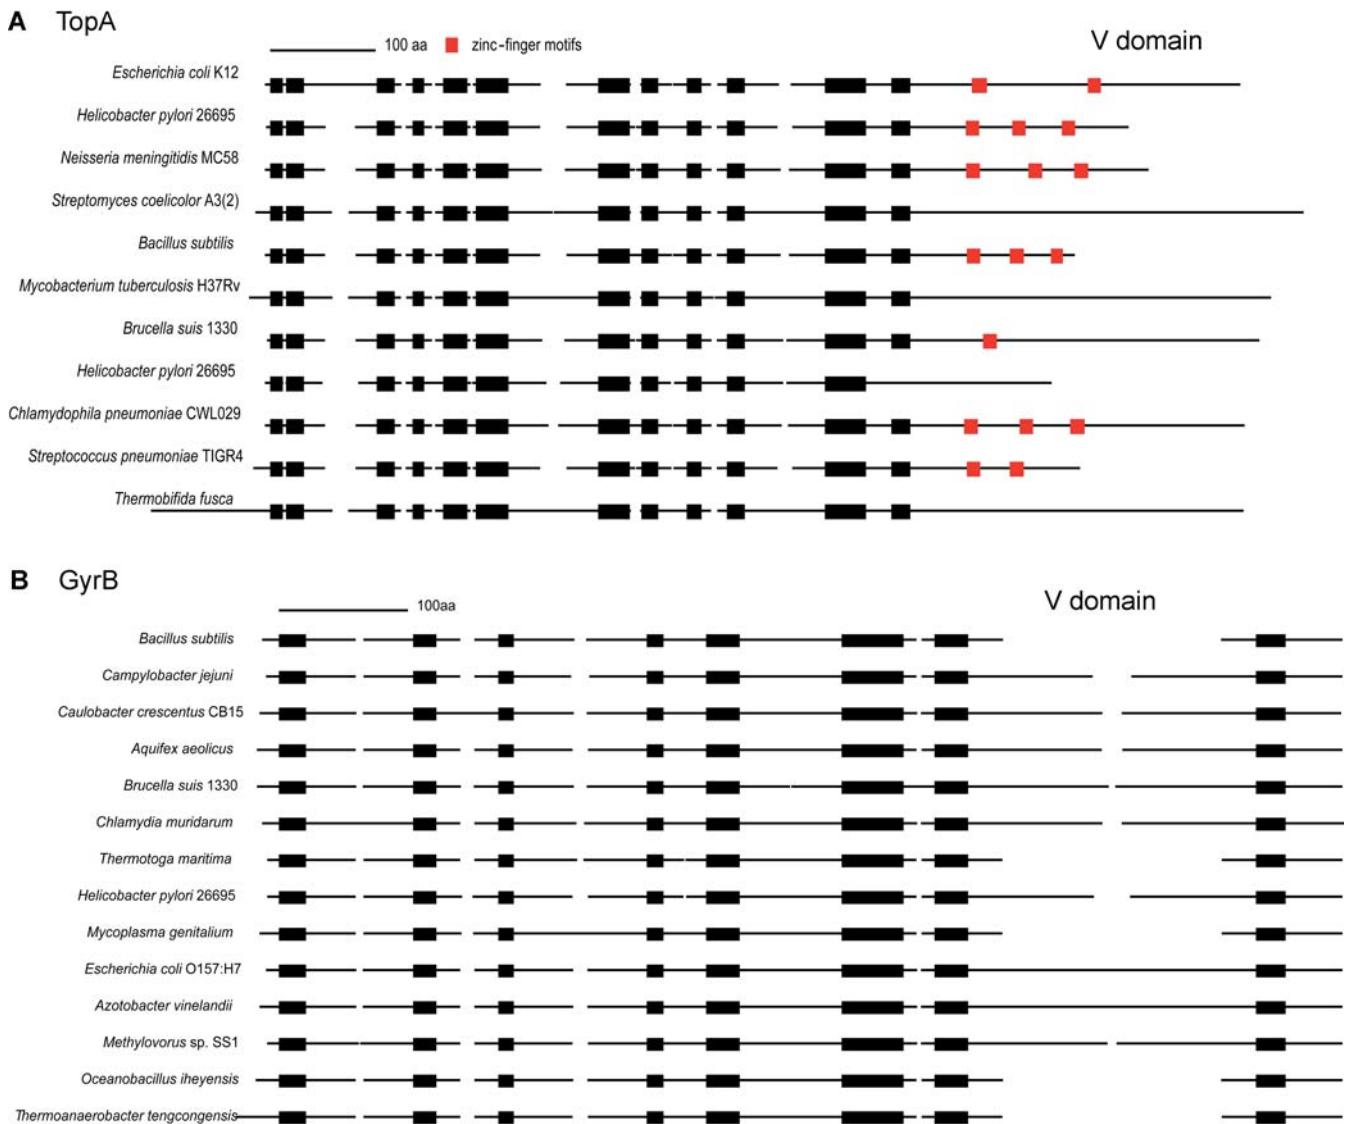 A TopA
100 aa zinc-finger motifs V domain
Escherichia coli K12
Helicobacter pylori 26695
Neisseria meningitidis MC58
Streptomyces coelicolor A3(2)
Bacillus subtilis
Mycobacterium tuberculosis H37Rv
Brucella suis 1330
Helicobacter pylori 26695
Chlamydophila pneumoniae CWL029
Streptococcus pneumoniae TIGR4
Thermobifida fusca
B GyrB
100aa V domain
Bacillus subtilis
Campylobacter jejuni
Caulobacter crescentus CB15
Aquifex aeolicus
Brucella suis 1330
Chlamydia muridarum
Thermotoga maritima
Helicobacter pylori 26695
Mycoplasma genitalium
Escherichia coli O157:H7
Azotobacter vinelandii
Methylovorus sp. SS1
Oceanobacillus iheyensis
Thermoanaerobacter tengcongensis